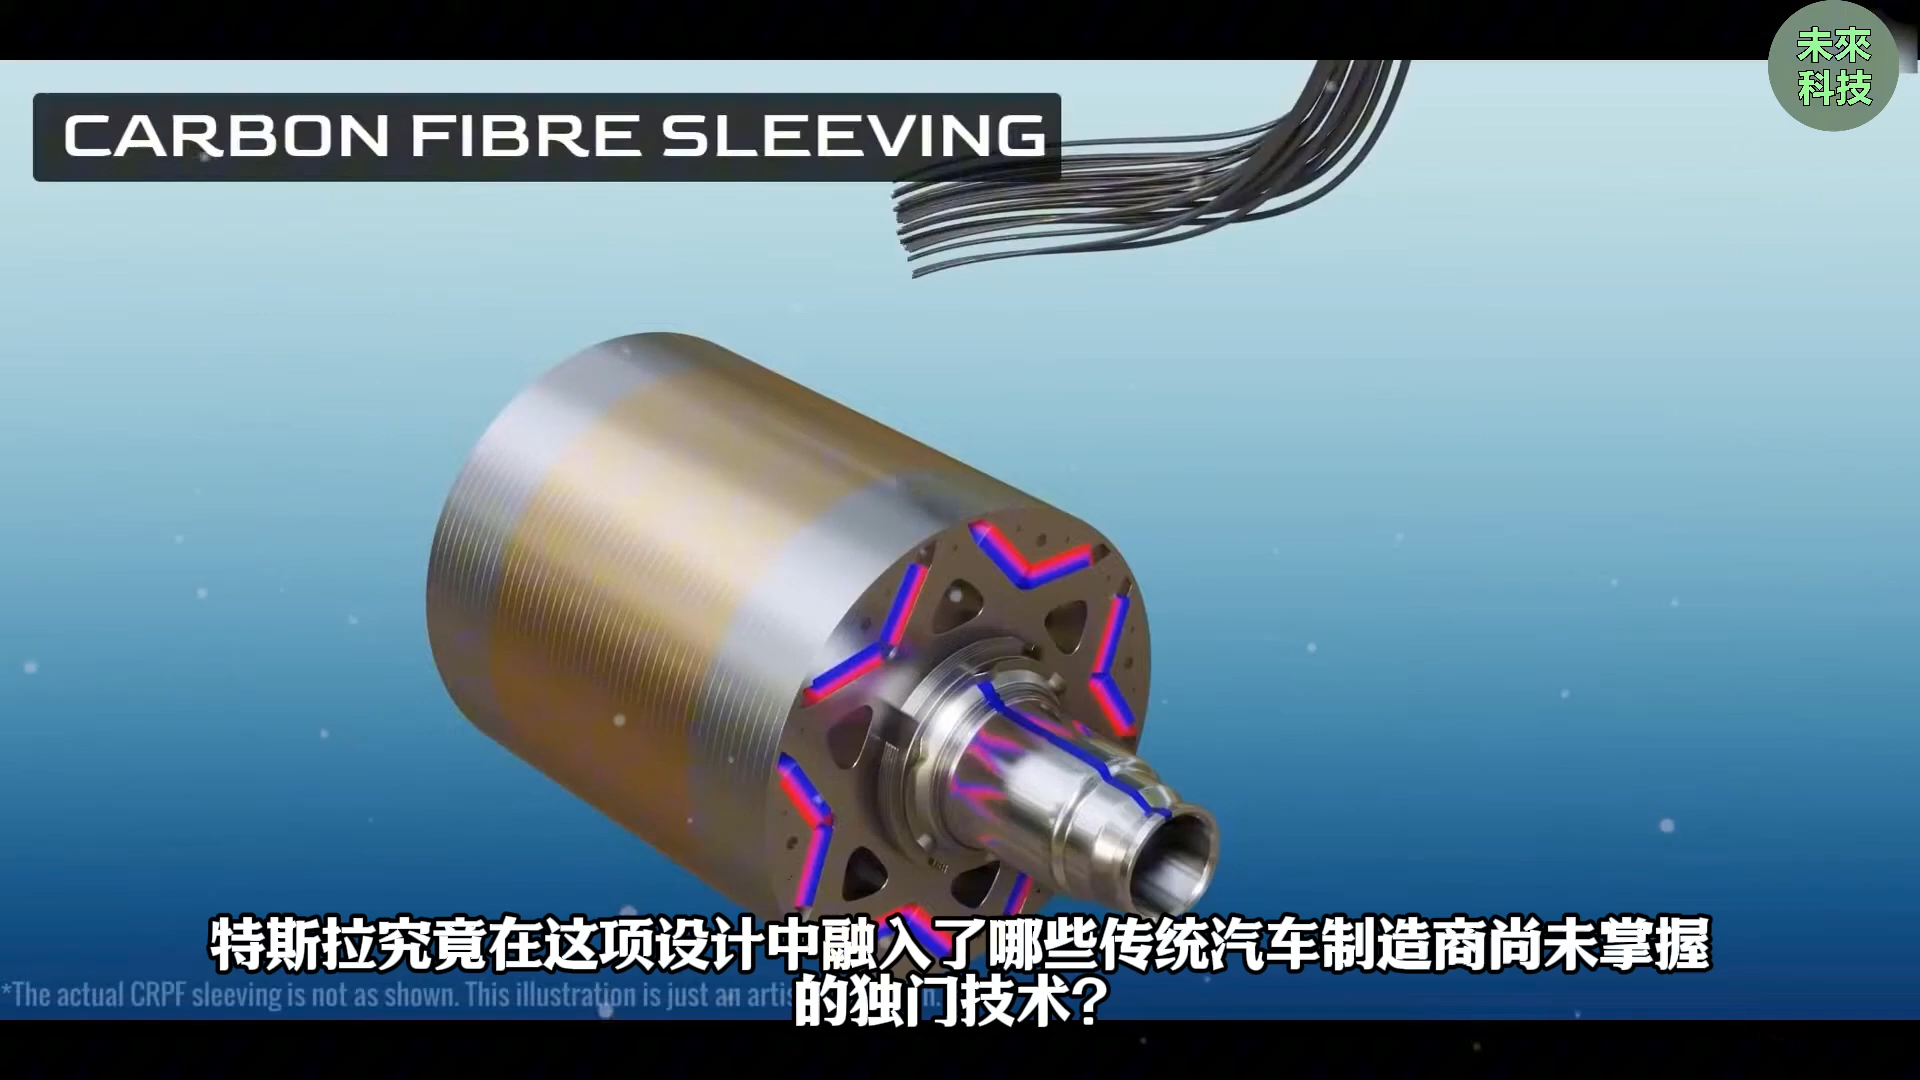 未來
科技
CARBON FIBRE SLEEVING
特斯拉究竟在这项设计中融入了哪些传统汽车制造商尚未掌握
的独门技术？
*The actual CRPF sleeving is not as shown. This illustration is just an